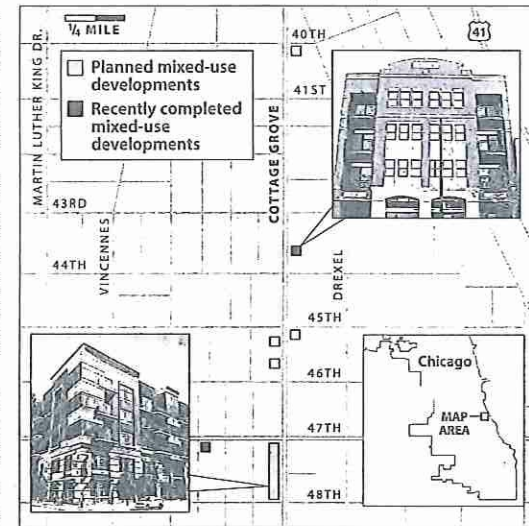 ¼ MILE
Planned mixed-use
developments
Recently completed
mixed-use
developments
MARTIN LUTHER KING DR.
COTTAGE GROVE
VINCENNES
DREXEL
41
40TH
41ST
43RD
44TH
45TH
46TH
47TH
48TH
Chicago
MAP
AREA